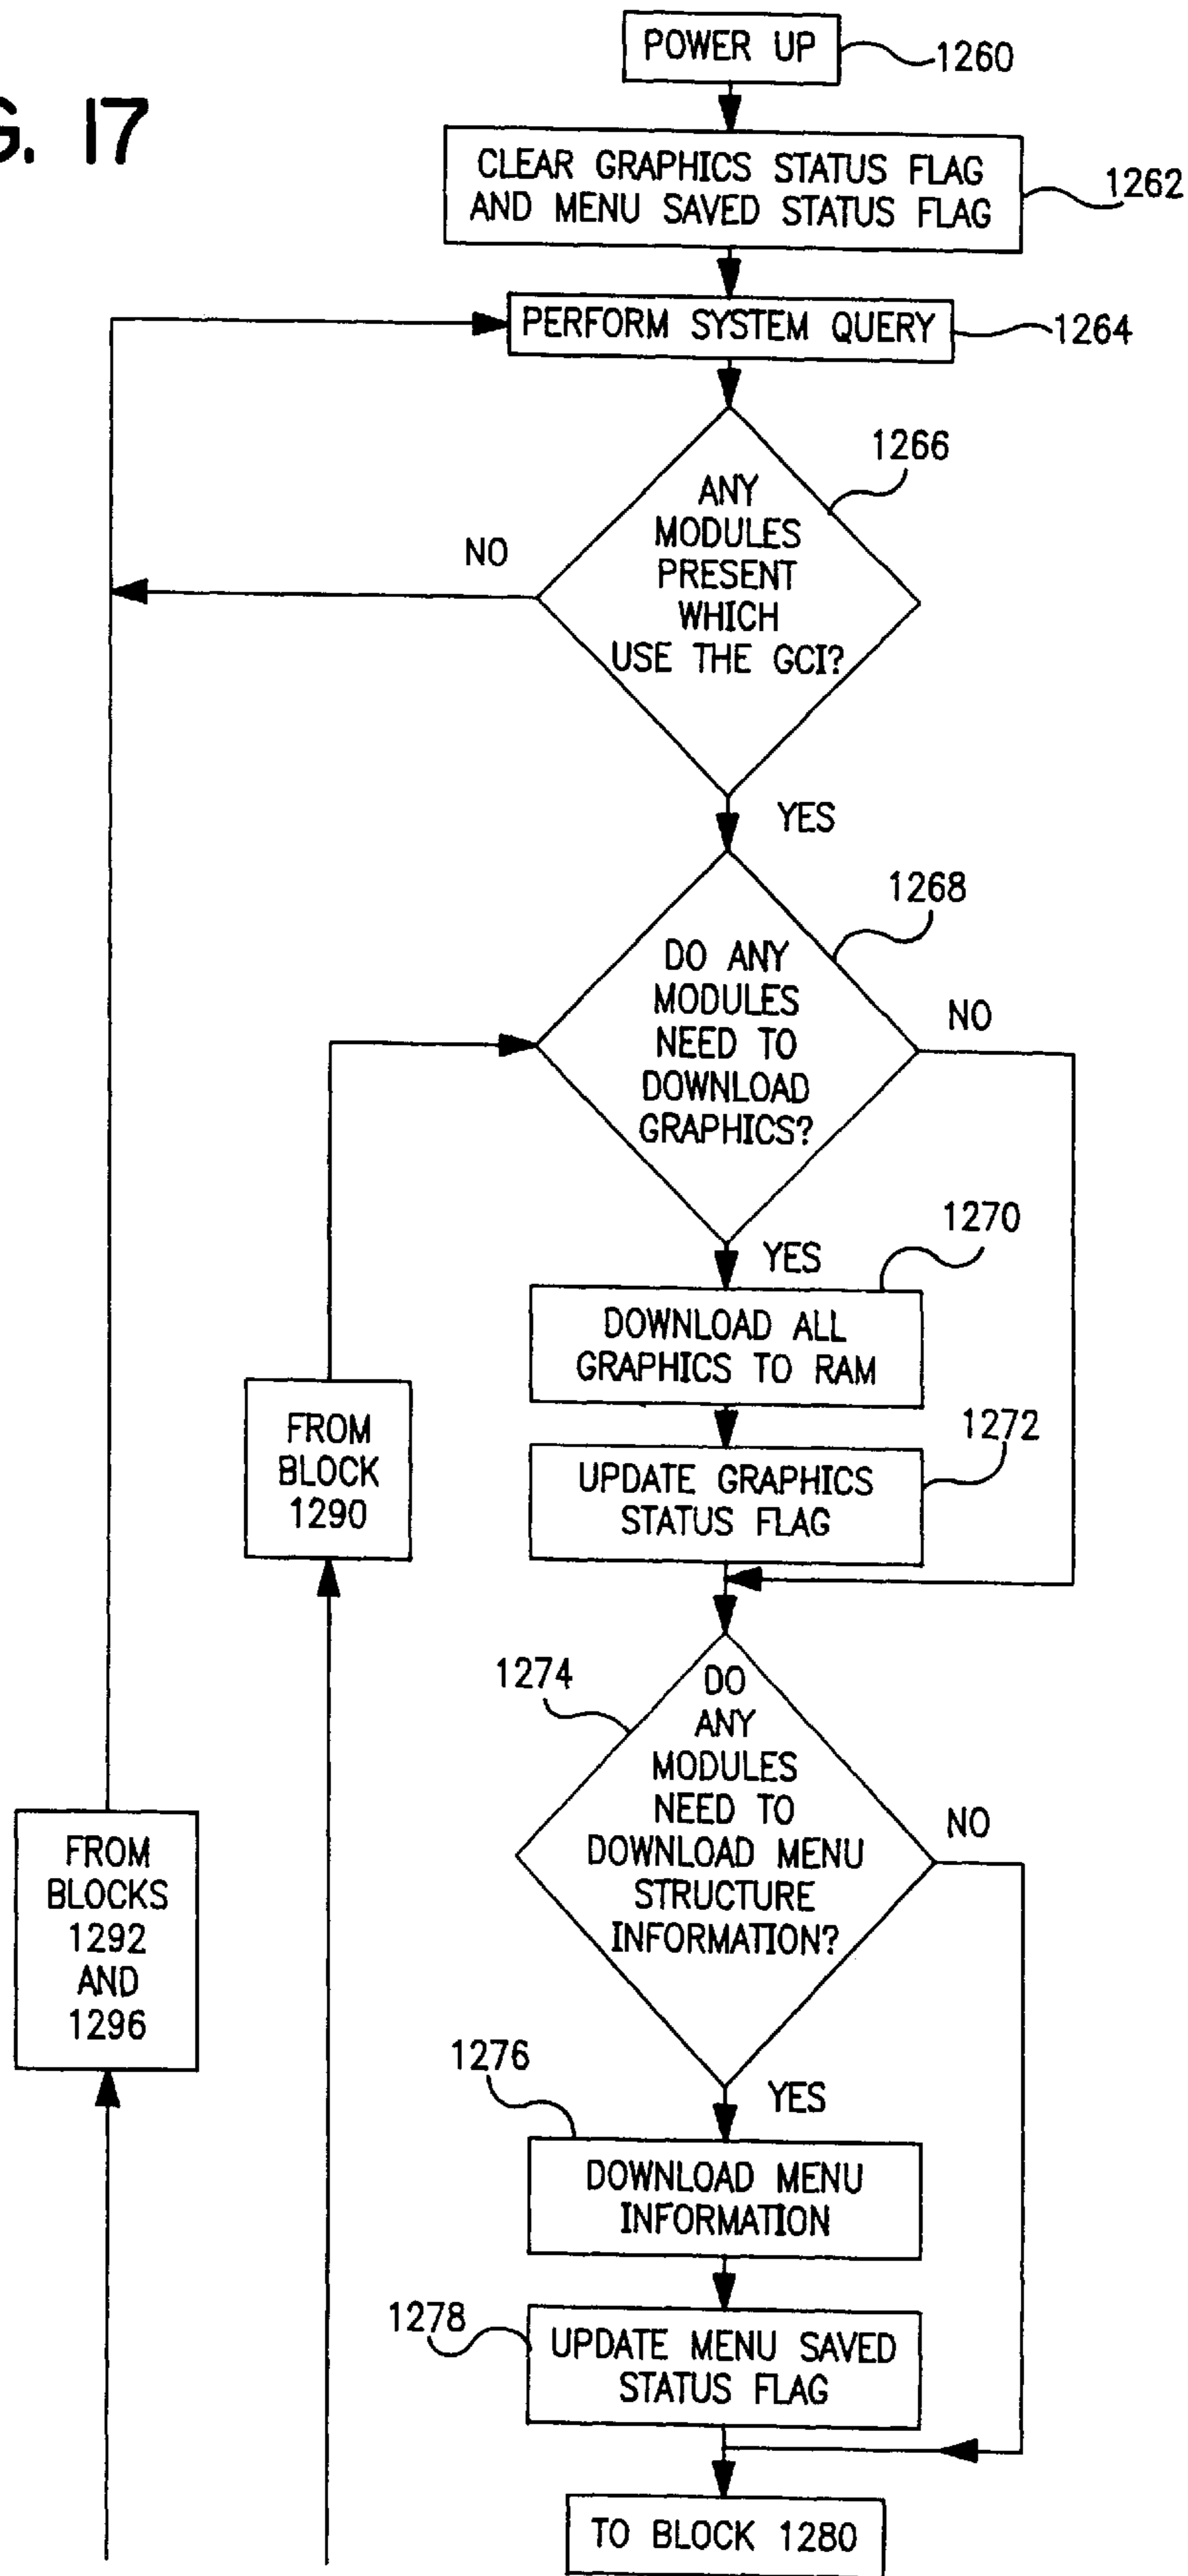 G. 17
POWER UP
1260
CLEAR GRAPHICS STATUS FLAG
AND MENU SAVED STATUS FLAG
1262
PERFORM SYSTEM QUERY
1264
1266
ANY
MODULES
PRESENT
WHICH
USE THE GCI?
NO
YES
1268
DO ANY
MODULES
NEED TO
DOWNLOAD
GRAPHICS?
NO
YES
1270
DOWNLOAD ALL
GRAPHICS TO RAM
1272
UPDATE GRAPHICS
STATUS FLAG
FROM
BLOCK
1290
1274
DO
ANY
MODULES
NEED TO
DOWNLOAD MENU
STRUCTURE
INFORMATION?
NO
FROM
BLOCKS
1292
AND
1296
YES
1276
DOWNLOAD MENU
INFORMATION
1278
UPDATE MENU SAVED
STATUS FLAG
TO BLOCK 1280